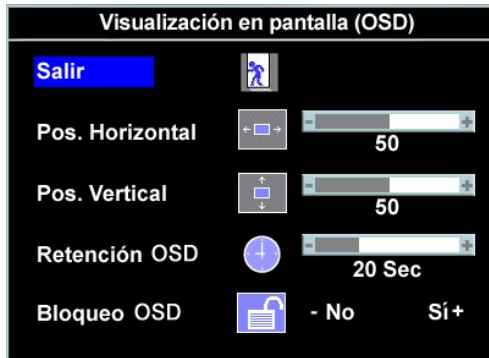 Visualización en pantalla (OSD)
Salir
Pos. Horizontal - +
50
Pos. Vertical - +
50
Retención OSD - +
20 Sec
Bloqueo OSD - No Sí+